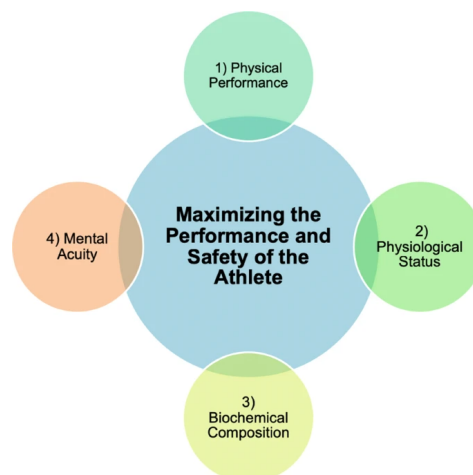 1) Physical
Performance
Maximizing the
Performance and
Safety of the
Athlete
2)
Physiological
Status
3)
Biochemical
Composition
4) Mental
Acuity